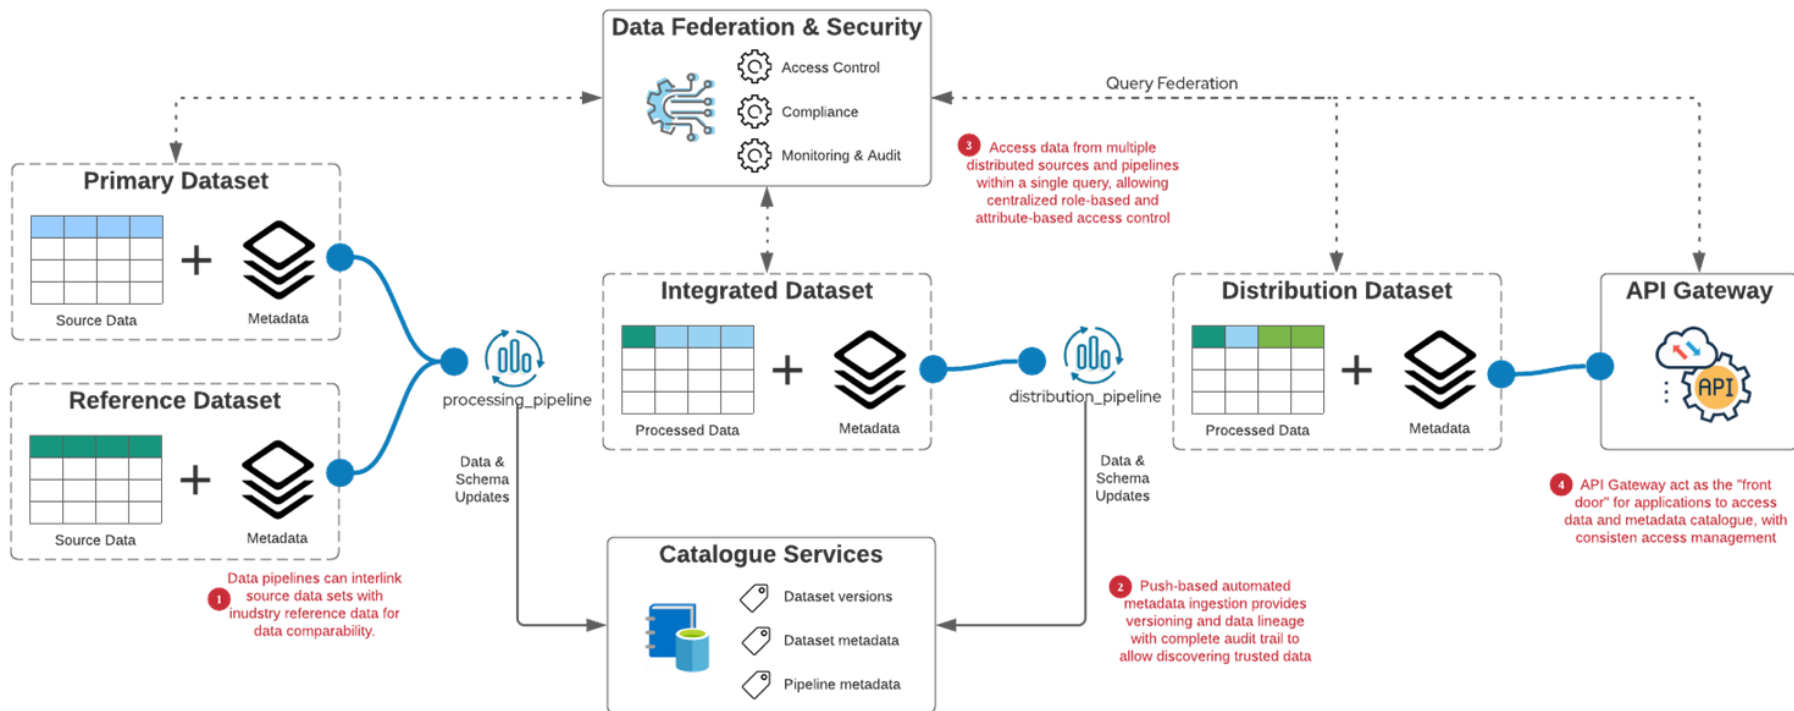 Data Federation & Security
Access Control
Compliance
Monitoring & Audit
Query Federation
3
Access data from multiple
distributed sources and pipelines
within a single query, allowing
centralized role-based and
attribute-based access control
Primary Dataset
Source Data
Metadata
Reference Dataset
Source Data
Metadata
1
Data pipelines can interlink
source data sets with
inudstry reference data for
data comparability.
processing_pipeline
Data &
Schema
Updates
Integrated Dataset
Processed Data
Metadata
distribution_pipeline
Data &
Schema
Updates
Distribution Dataset
Processed Data
Metadata
API Gateway
API
4
API Gateway act as the "front
door" for applications to access
data and metadata catalogue, with
consisten access management
Catalogue Services
Dataset versions
Dataset metadata
Pipeline metadata
2
Push-based automated
metadata ingestion provides
versioning and data lineage
with complete audit trail to
allow discovering trusted data